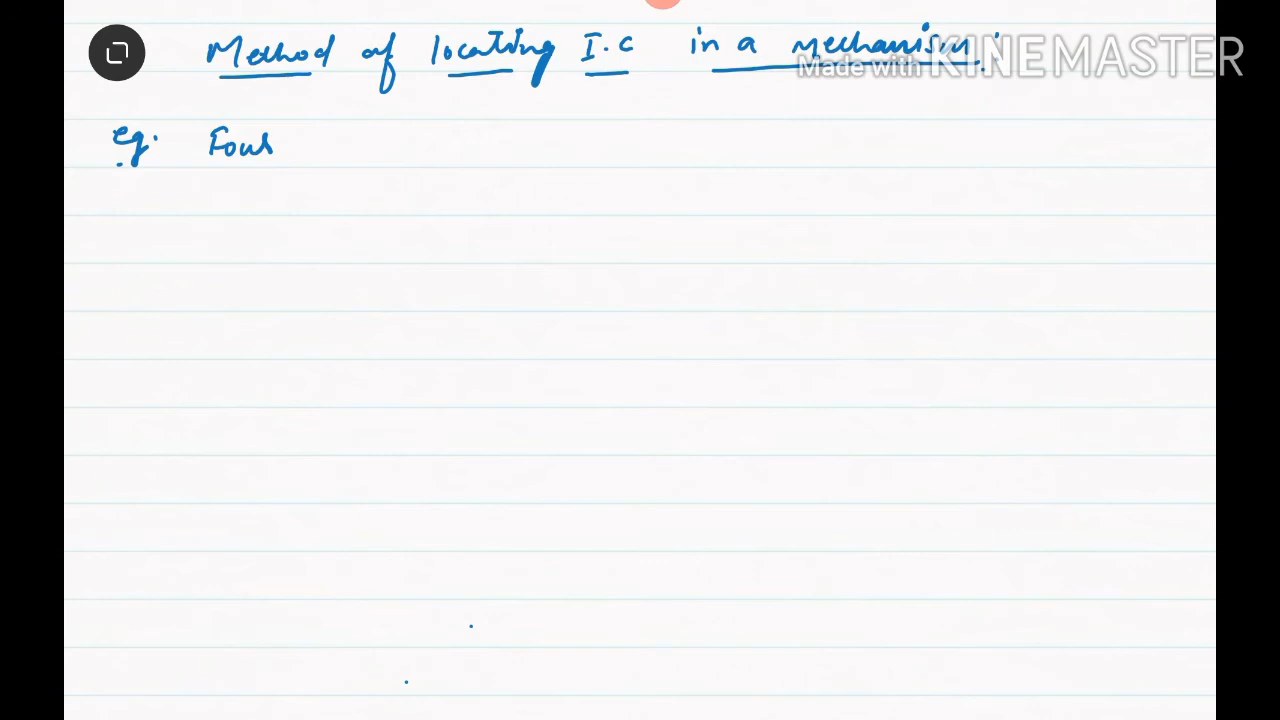 Method of locating I.C in a mechanism:
Made with KINEMASTER
eg. Four